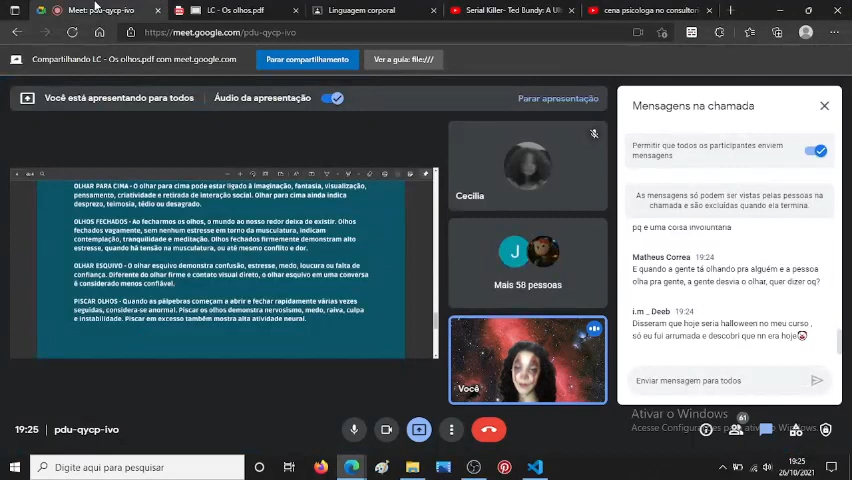 Meet: pdu-qycp-ivo
LC - Os olhos.pdf
Linguagem corporal
Serial Killer- Ted Bundy: A Ul
cena psicologa no consultori
https://meet.google.com/pdu-qycp-ivo
Compartilhando LC - Os olhos.pdf com meet.google.com
Parar compartilhamento
Ver a guia: file:///
Você está apresentando para todos
Áudio da apresentação
Parar apresentação
OLHAR PARA CIMA - O olhar para cima pode estar ligado à imaginação, fantasia, visualização,
pensamento, criatividade e retirada de interação social. Olhar para cima ainda indica
desprezo, teimosia, tédio ou desagrado.
OLHOS FECHADOS - Ao fecharmos os olhos, o mundo ao nosso redor deixa de existir. Olhos
fechados vagamente, sem nenhum estresse em torno da musculatura, indicam
contemplação, tranquilidade e meditação. Olhos fechados firmemente demonstram alto
estresse, quando há tensão na musculatura, ou até mesmo conflito e dor.
OLHAR ESQUIVO - O olhar esquivo demonstra confusão, estresse, medo, loucura ou falta de
confiança. Diferente do olhar firme e contato visual direto, o olhar esquivo em uma conversa
é considerado menos confiável.
PISCAR OLHOS - Quando as pálpebras começam a abrir e fechar rapidamente várias vezes
seguidas, considera-se anormal. Piscar os olhos demonstra nervosismo, medo, raiva, culpa
e instabilidade. Piscar em excesso também mostra alta atividade neural.
Cecilia
J
Mais 58 pessoas
Você
Mensagens na chamada
Permitir que todos os participantes enviem
mensagens
As mensagens só podem ser vistas pelas pessoas na
chamada e são excluídas quando ela termina.
pq e uma coisa involuntaria
Matheus Correa 19:24
E quando a gente tá olhando pra alguém e a pessoa
olha pra gente, a gente desvia o olhar, quer dizer oq?
i.m _ Deeb 19:24
Disseram que hoje seria halloween no meu curso ,
só eu fui arrumada e descobri que nn era hoje
Enviar mensagem para todos
Ativar o Windows
Acesse Configurações para ativar o Windows.
19:25
pdu-qycp-ivo
61
Digite aqui para pesquisar
19:25
26/10/2021